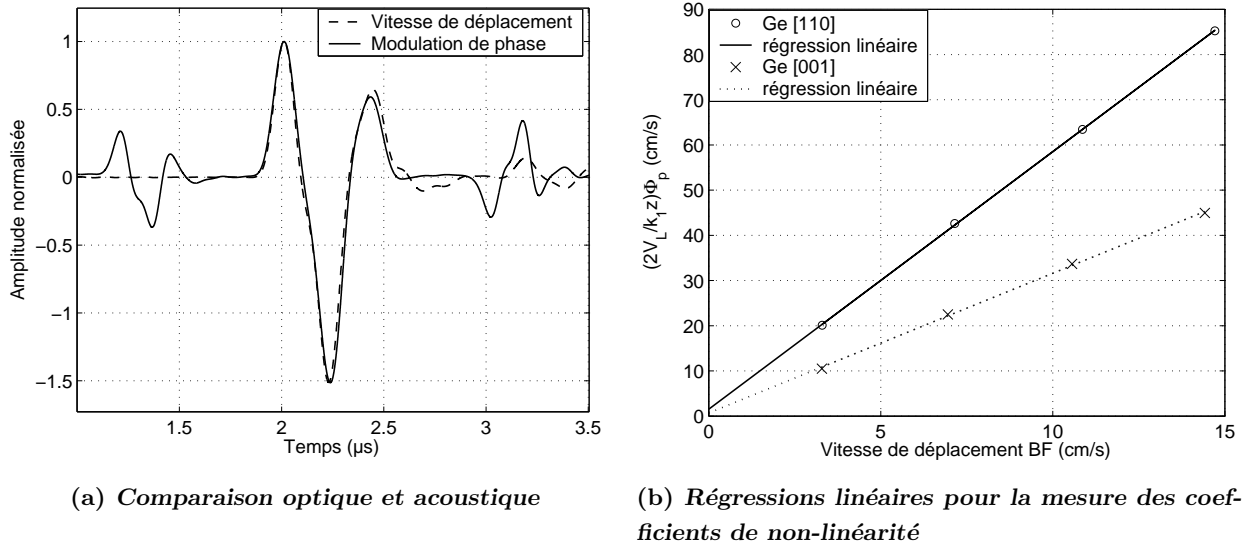 Vitesse de déplacement
Modulation de phase
Amplitude normalisée
1
0.5
0
−0.5
−1
−1.5
1.5
2
2.5
3
3.5
Temps (µs)
(a) Comparaison optique et acoustique
Ge [110]
régression linéaire
Ge [001]
régression linéaire
(2V_L/k_1z)Φ_p (cm/s)
90
80
70
60
50
40
30
20
10
0
0
5
10
15
Vitesse de déplacement BF (cm/s)
(b) Régressions linéaires pour la mesure des coef-
ficients de non-linéarité